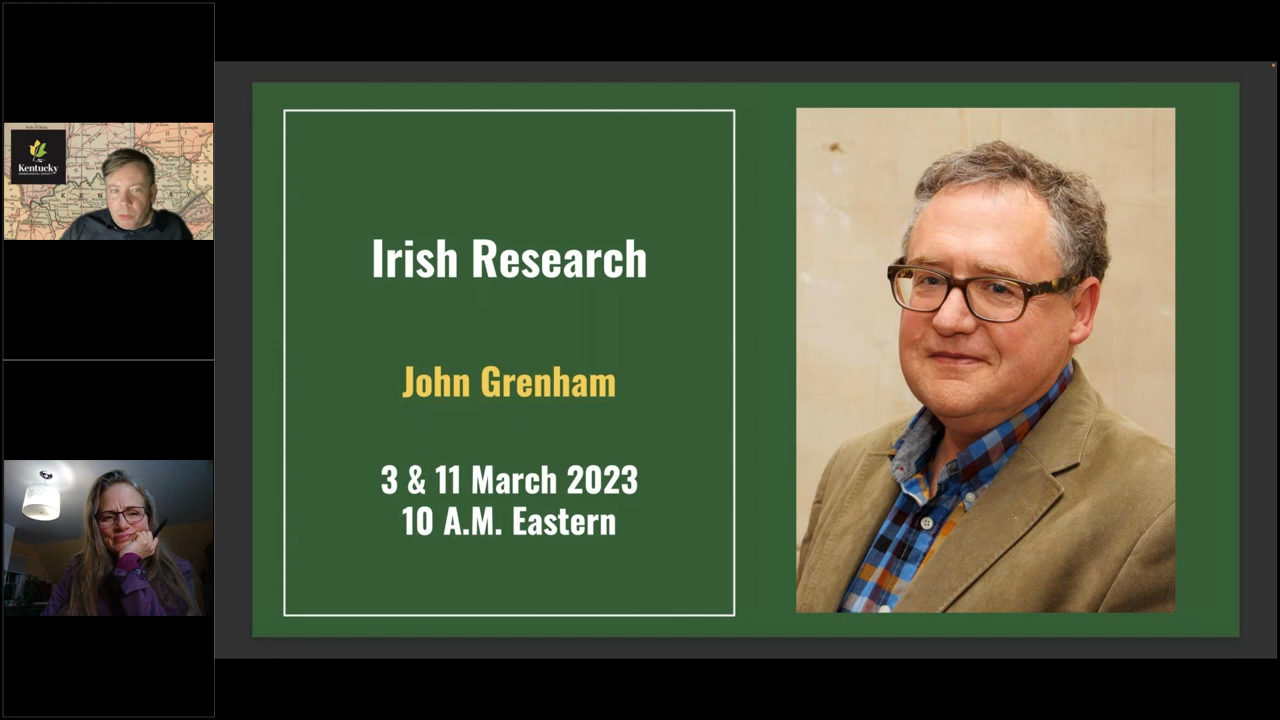 Kentucky
Irish Research
John Grenham
3 & 11 March 2023
10 A.M. Eastern